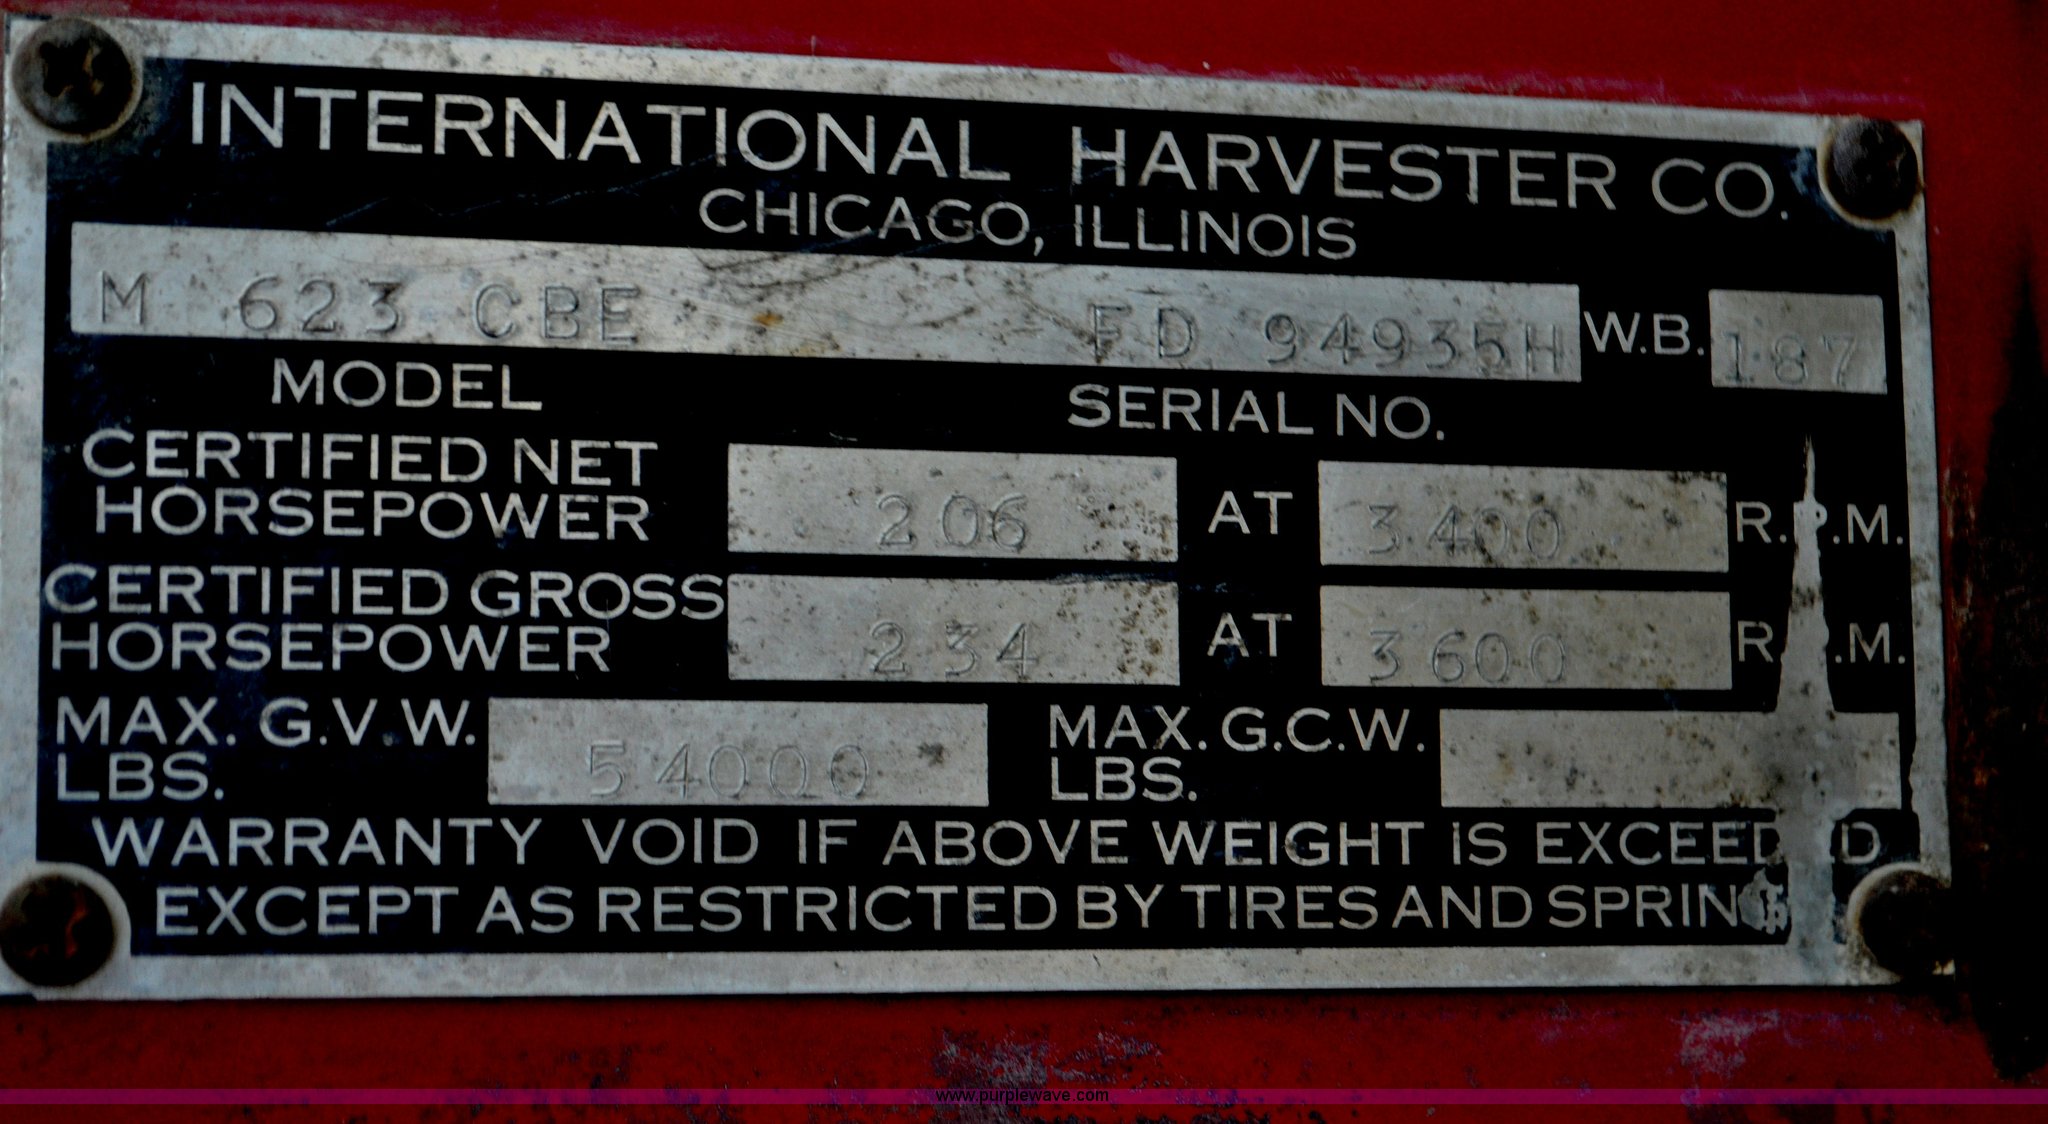 INTERNATIONAL HARVESTER CO.
CHICAGO, ILLINOIS
M 623 CBE FD 94935H W.B. 187
MODEL SERIAL NO.
CERTIFIED NET
HORSEPOWER 206 AT 3400 R.P.M.
CERTIFIED GROSS
HORSEPOWER 234 AT 3600 R.P.M.
MAX. G.V.W. 54000 MAX. G.C.W.
LBS. LBS.
WARRANTY VOID IF ABOVE WEIGHT IS EXCEEDED
EXCEPT AS RESTRICTED BY TIRES AND SPRING
www.purplewave.com